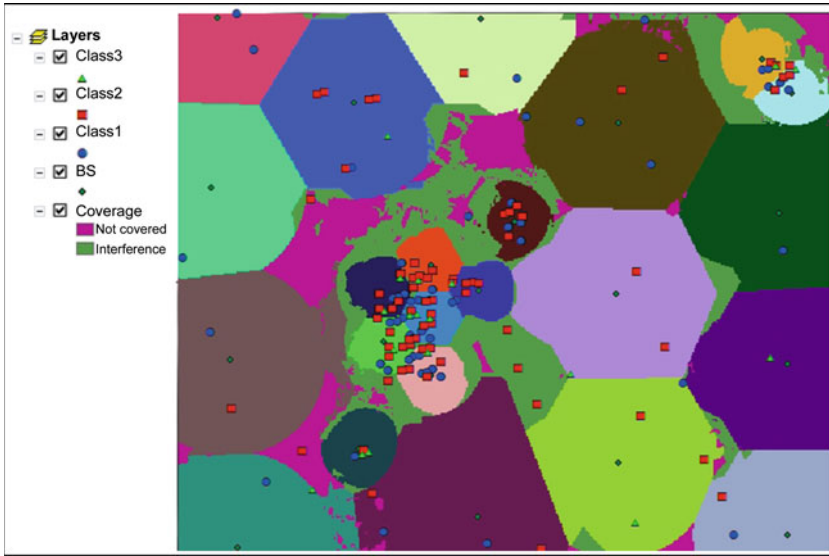 Layers
Class3
Class2
Class1
BS
Coverage
Not covered
Interference